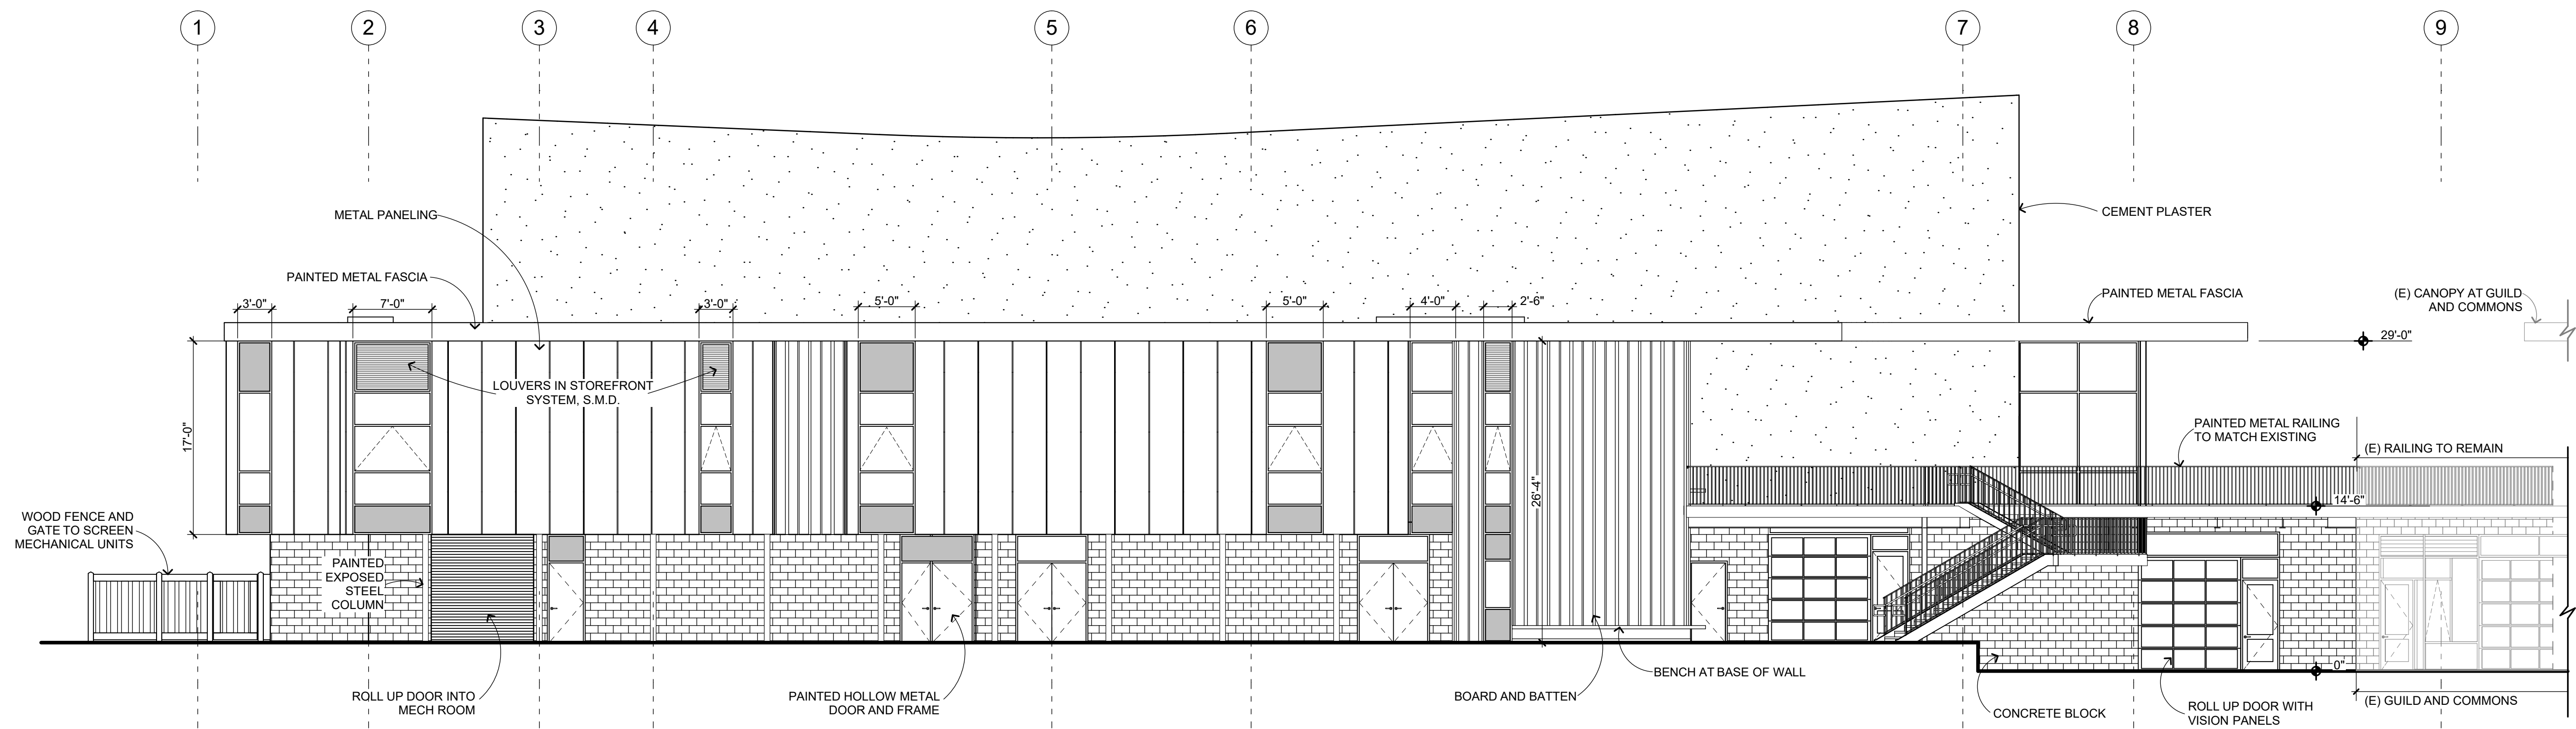 1
2
3
4
5
6
7
8
9
METAL PANELING
CEMENT PLASTER
PAINTED METAL FASCIA
PAINTED METAL FASCIA
(E) CANOPY AT GUILD
AND COMMONS
3'-0"
7'-0"
3'-0"
5'-0"
5'-0"
4'-0"
2'-6"
29'-0"
LOUVERS IN STOREFRONT
SYSTEM, S.M.D.
17'-0"
26'-4"
PAINTED METAL RAILING
TO MATCH EXISTING
(E) RAILING TO REMAIN
14'-6"
WOOD FENCE AND
GATE TO SCREEN
MECHANICAL UNITS
PAINTED
EXPOSED
STEEL
COLUMN
0"
ROLL UP DOOR INTO
MECH ROOM
PAINTED HOLLOW METAL
DOOR AND FRAME
BOARD AND BATTEN
BENCH AT BASE OF WALL
CONCRETE BLOCK
ROLL UP DOOR WITH
VISION PANELS
(E) GUILD AND COMMONS